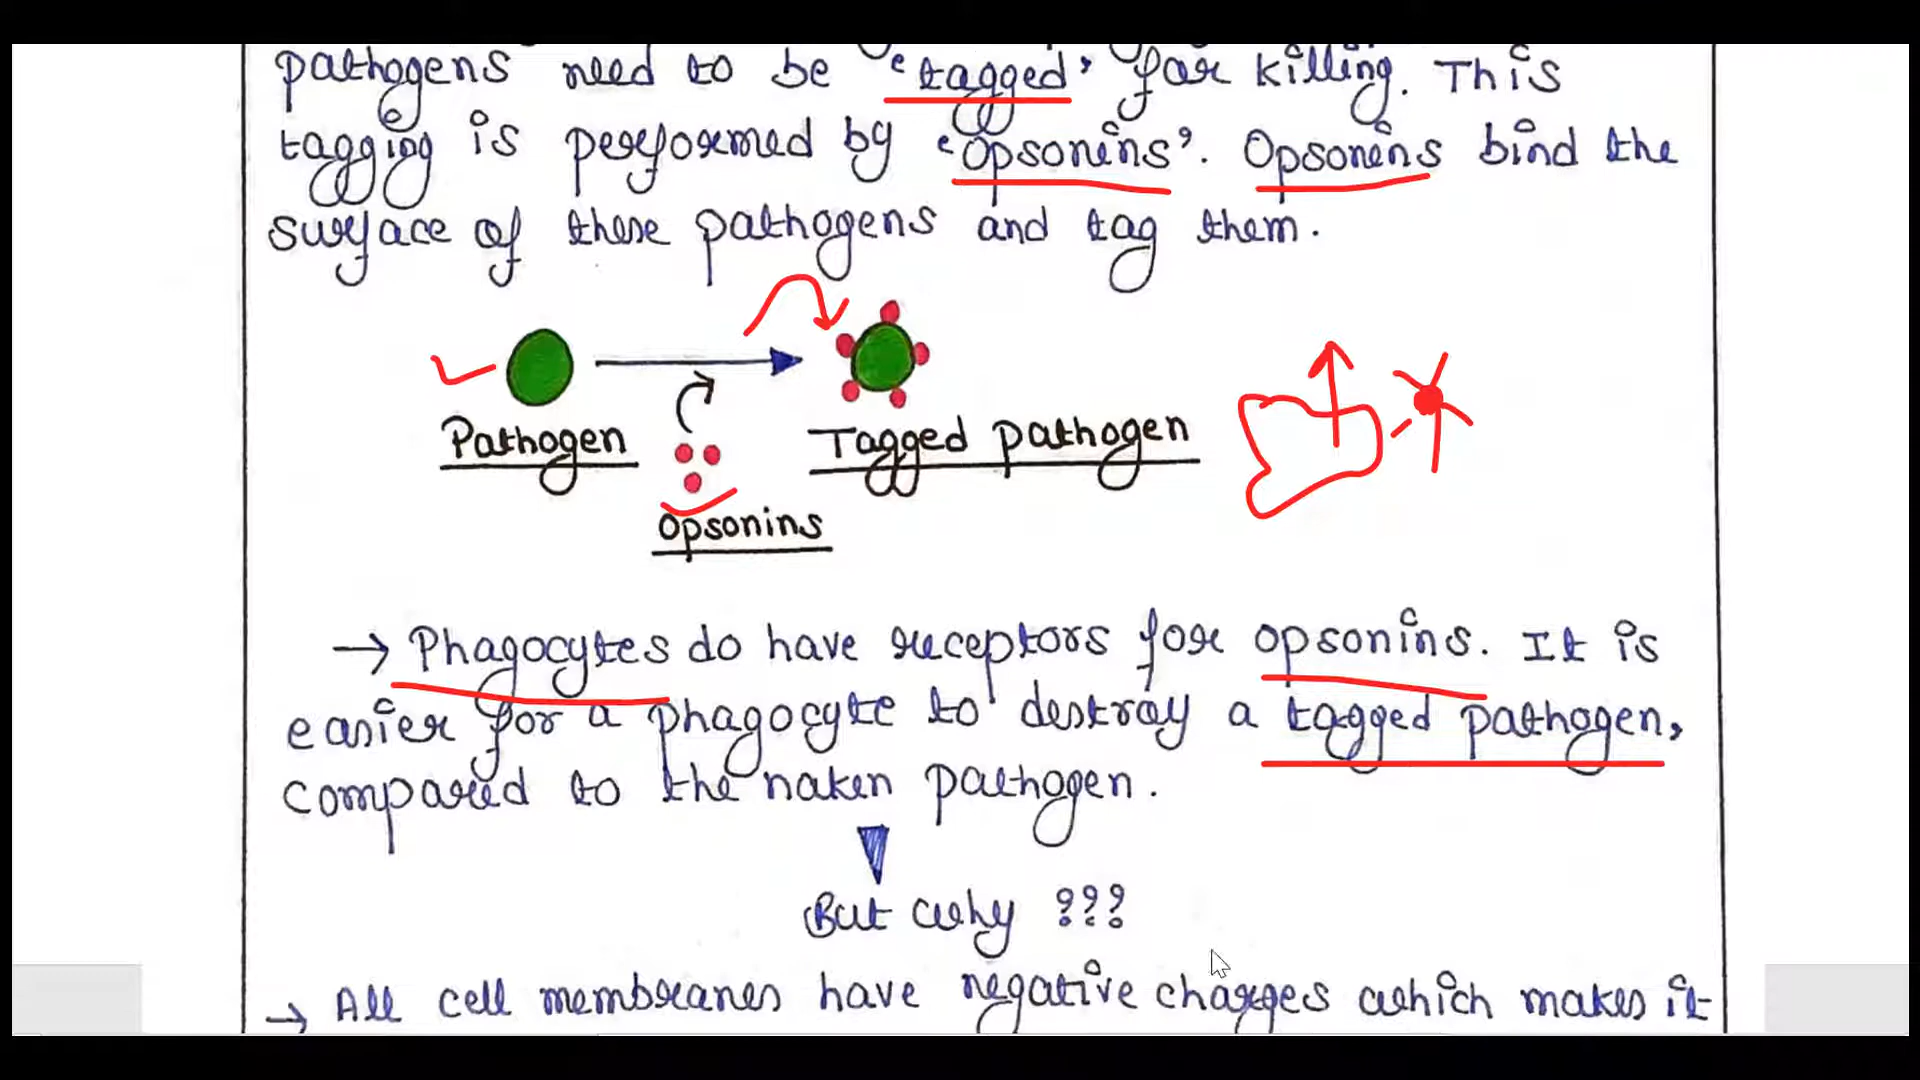 pathogens need to be 'tagged' for killing. This
tagging is performed by 'opsonins'. Opsonins bind the
surface of these pathogens and tag them.
Pathogen
Tagged pathogen
Opsonins
→ Phagocytes do have receptors for opsonins. It is
easier for a phagocyte to destroy a tagged pathogen,
compared to the naken pathogen.
But why ???
→ All cell membranes have negative charges which makes it